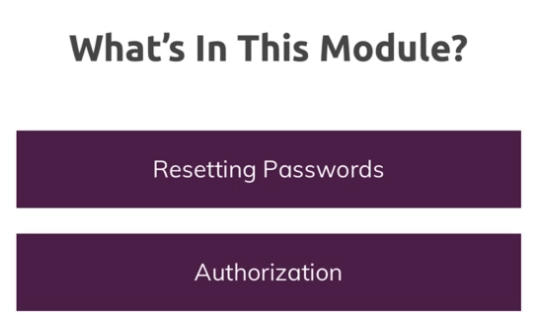 What's In This Module?
Resetting Passwords
Authorization